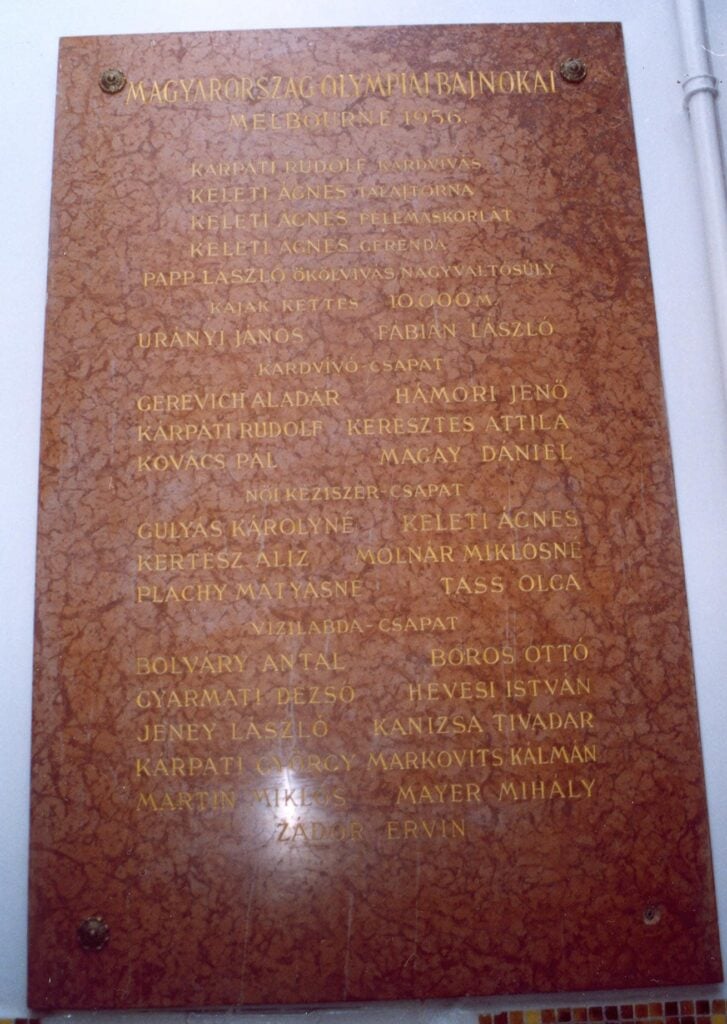 MAGYARORSZÁG OLYMPIAI BAJNOKAI
MELBOURNE 1956.
KÁRPÁTI RUDOLF KARDVÍVÁS
KELETI ÁGNES TALAJTORNA
KELETI ÁGNES FELEMÁSKORLÁT
KELETI ÁGNES GERENDA
PAPP LÁSZLÓ ÖKÖLVÍVÁS NAGYVÁLTÓSÚLY
KAJAK KETTES 10.000 M.
URÁNYI JÁNOS FÁBIÁN LÁSZLÓ
KARDVÍVÓ-CSAPAT
GEREVICH ALADÁR HÁMORI JENŐ
KÁRPÁTI RUDOLF KERESZTES ATTILA
KOVÁCS PÁL MAGAY DÁNIEL
NŐI KÉZISZER-CSAPAT
GULYÁS KÁROLYNÉ KELETI ÁGNES
KERTÉSZ ALIZ MOLNÁR MIKLÓSNÉ
PLACHY MÁTYÁSNÉ TASS OLGA
VIZILABDA-CSAPAT
BOLVÁRY ANTAL BOROS OTTÓ
GYARMATI DEZSŐ HEVESI ISTVÁN
JENEY LÁSZLÓ KANIZSA TIVADAR
KÁRPÁTI GYÖRGY MARKOVITS KÁLMÁN
MARTIN MIKLÓS MAYER MIHÁLY
ZÁDOR ERVIN